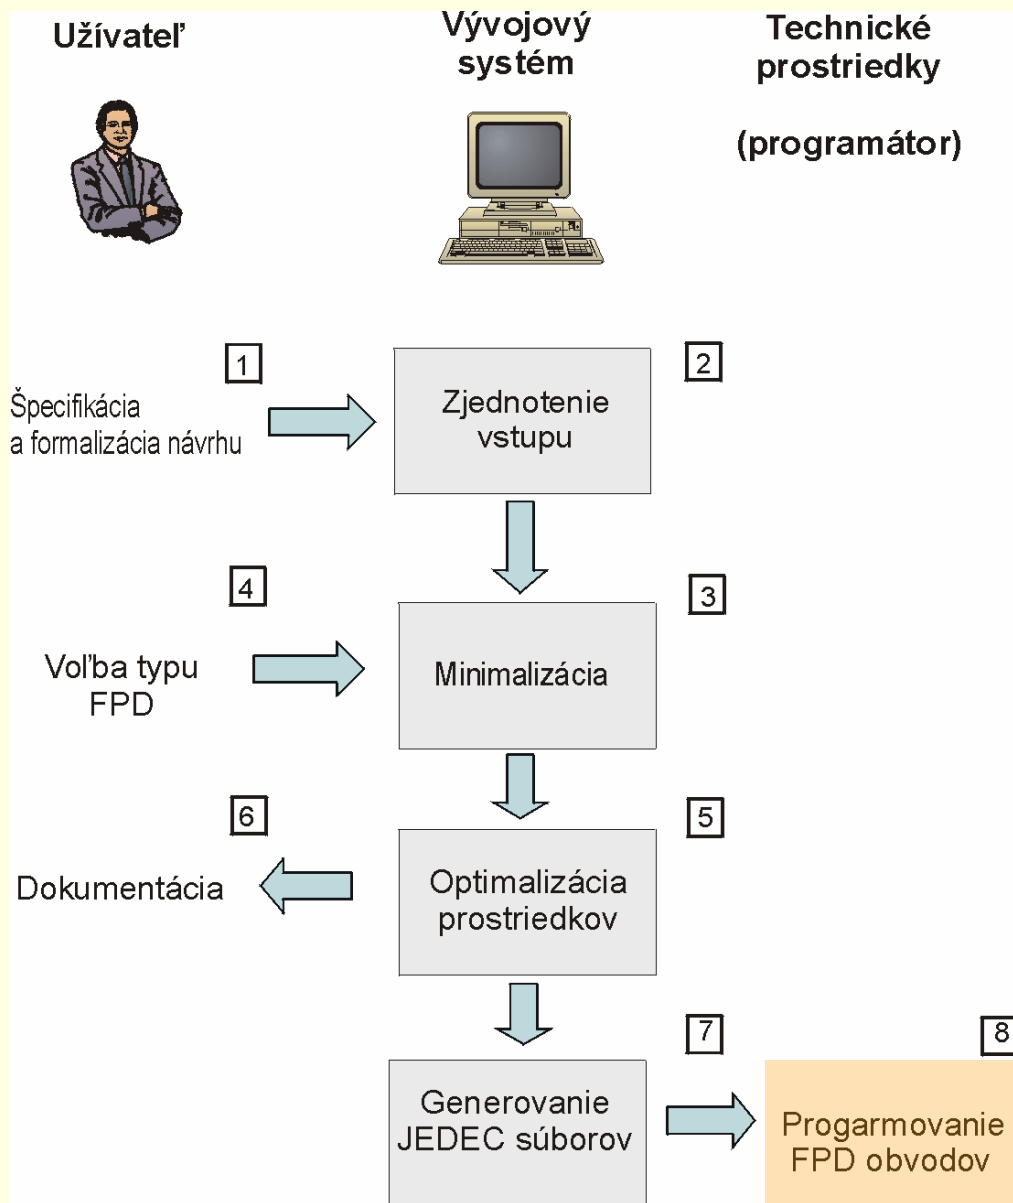 Užívateľ
Vývojový
systém
Technické
prostriedky
(programátor)
1
Špecifikácia
a formalizácia návrhu
Zjednotenie
vstupu
2
4
Voľba typu
FPD
Minimalizácia
3
6
Dokumentácia
Optimalizácia
prostriedkov
5
Generovanie
JEDEC súborov
7
8
Progarmovanie
FPD obvodov